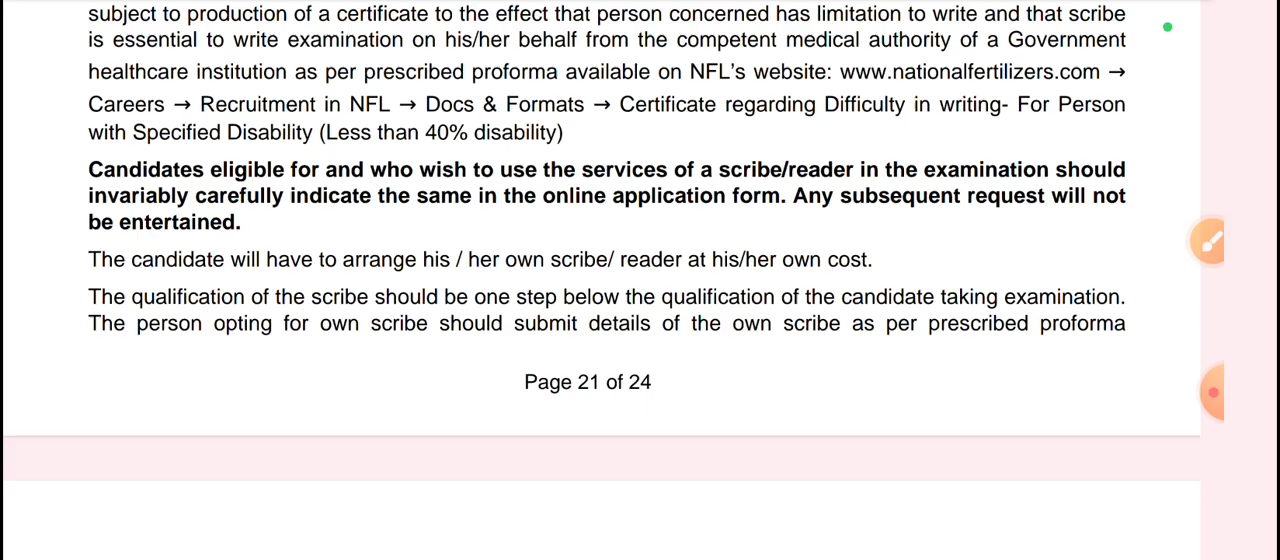 subject to production of a certificate to the effect that person concerned has limitation to write and that scribe
is essential to write examination on his/her behalf from the competent medical authority of a Government
healthcare institution as per prescribed proforma available on NFL's website: www.nationalfertilizers.com →
Careers → Recruitment in NFL → Docs & Formats → Certificate regarding Difficulty in writing- For Person
with Specified Disability (Less than 40% disability)
Candidates eligible for and who wish to use the services of a scribe/reader in the examination should
invariably carefully indicate the same in the online application form. Any subsequent request will not
be entertained.
The candidate will have to arrange his / her own scribe/ reader at his/her own cost.
The qualification of the scribe should be one step below the qualification of the candidate taking examination.
The person opting for own scribe should submit details of the own scribe as per prescribed proforma
Page 21 of 24